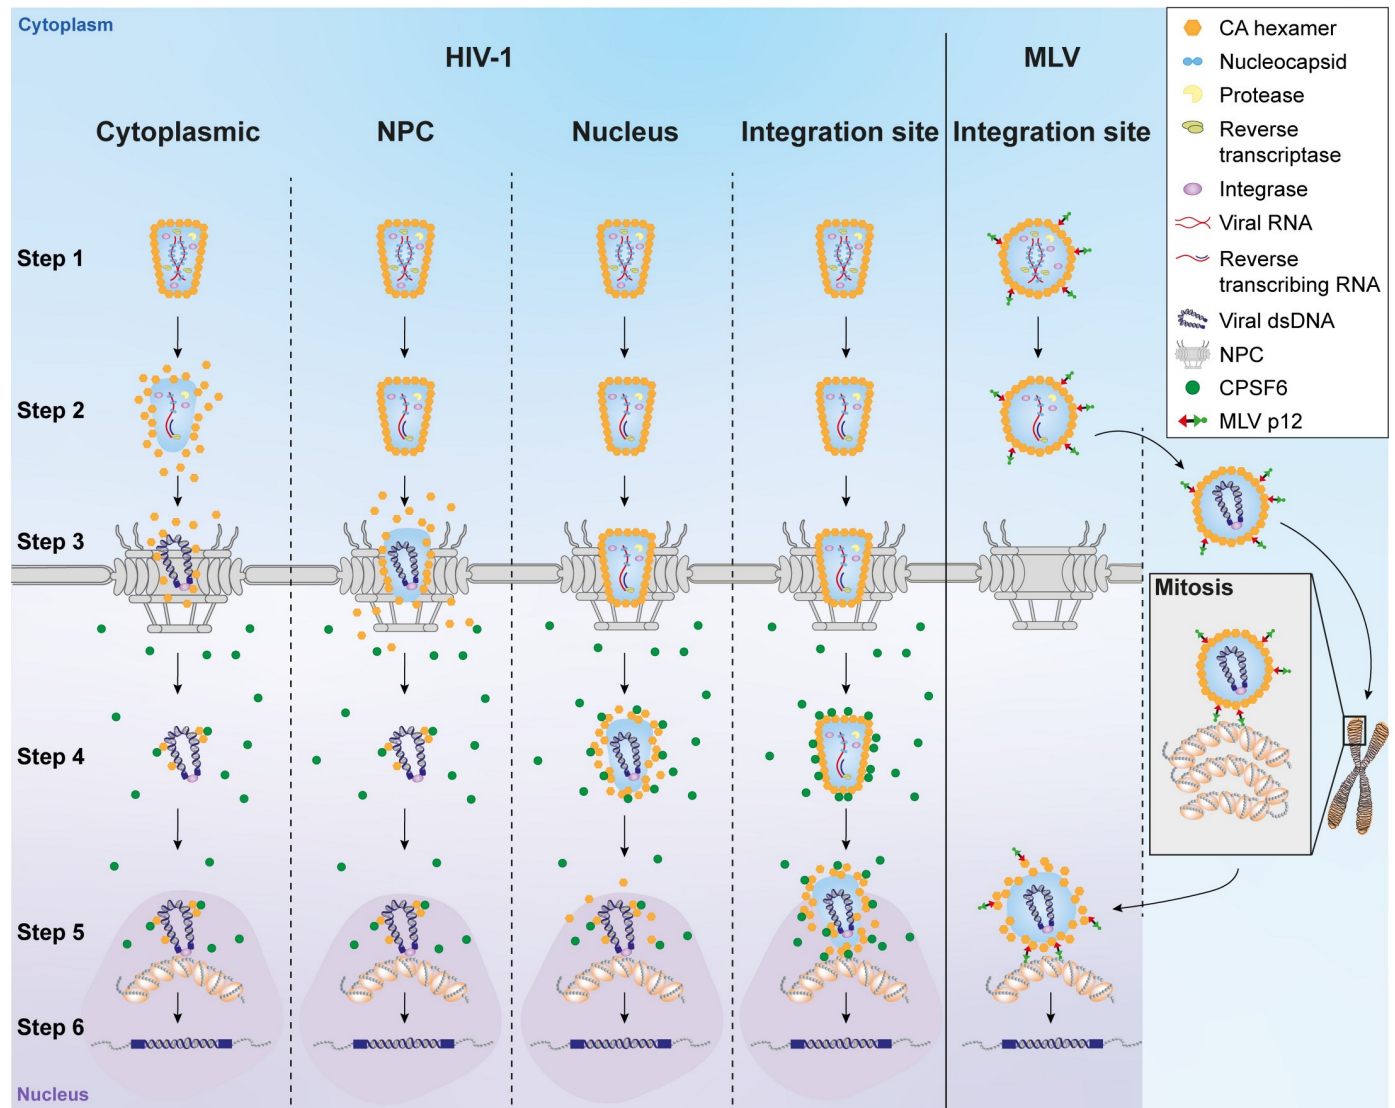 Cytoplasm
HIV-1
MLV
Cytoplasmic
NPC
Nucleus
Integration site
Integration site
CA hexamer
Nucleocapsid
Protease
Reverse
transcriptase
Integrase
Viral RNA
Reverse
transcribing RNA
Viral dsDNA
NPC
CPSF6
MLV p12
Step 1
Step 2
Step 3
Mitosis
Step 4
Step 5
Step 6
Nucleus